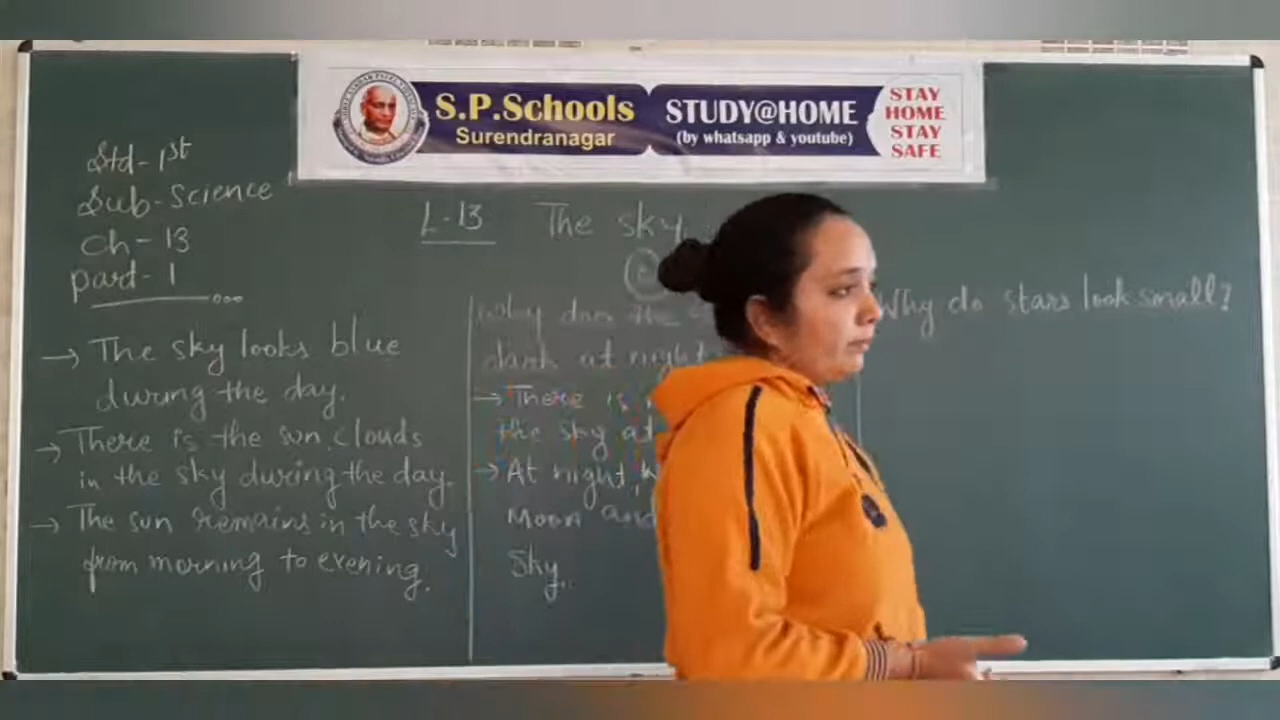 S.P.Schools
Surendranagar
STUDY@HOME
(by whatsapp & youtube)
STAY
HOME
STAY
SAFE
Std-1st
Sub-Science
Ch-13
part-1
L-13 The sky
→ The sky looks blue
during the day.
→ There is the sun, clouds
in the sky during the day.
→ The sun remains in the sky
from morning to evening.
Why does the
dark at night
→ There is
the sky at
→ At night,
Moon and
Sky..
Why do stars look small?